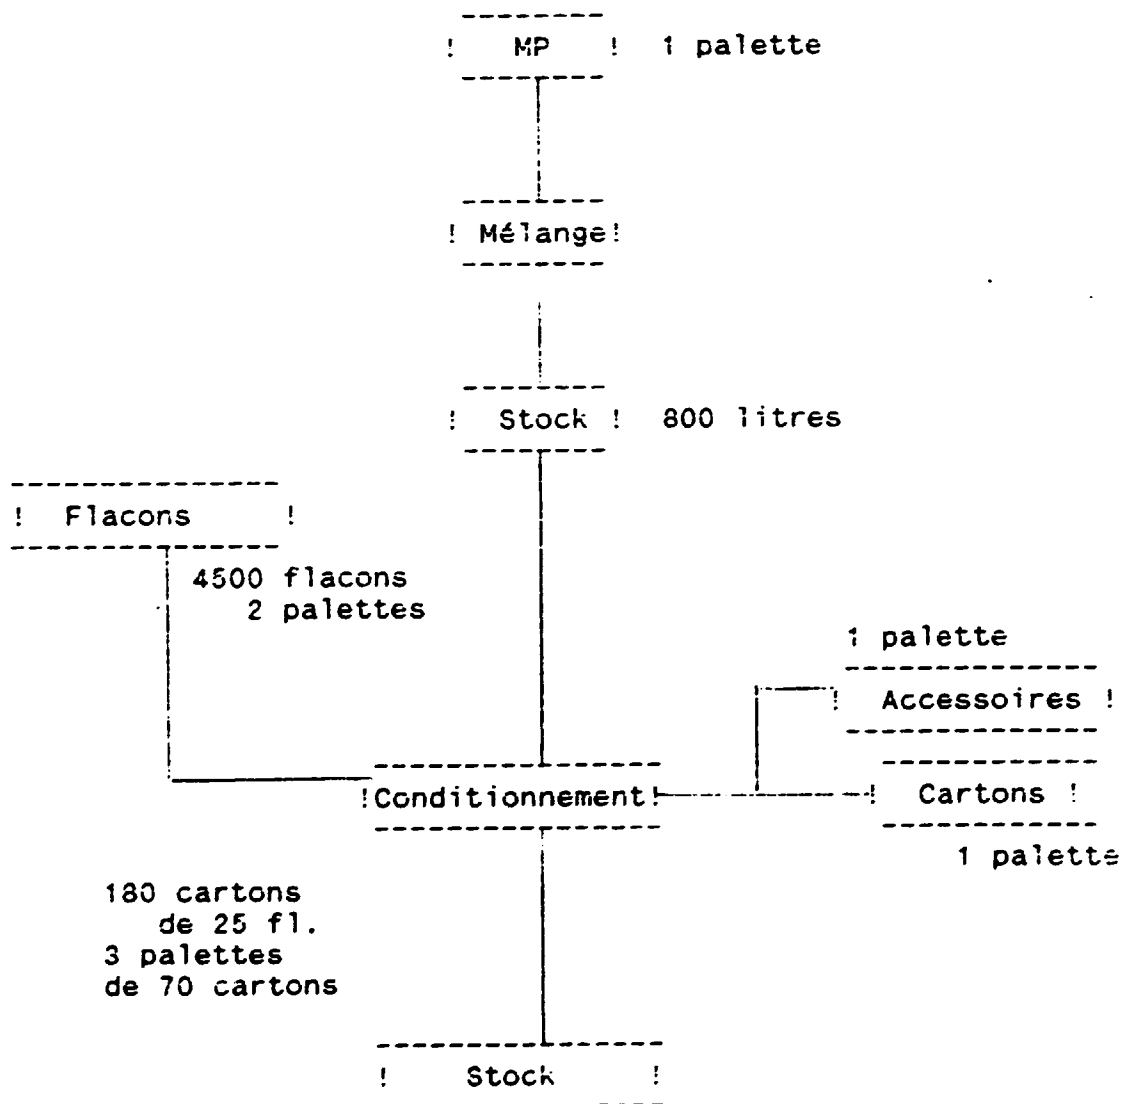 ! MP ! 1 palette
! Mélange!
! Stock ! 800 litres
! Flacons !
4500 flacons
2 palettes
1 palette
! Accessoires !
!Conditionnement!
! Cartons !
1 palette
180 cartons
de 25 fl.
3 palettes
de 70 cartons
! Stock !